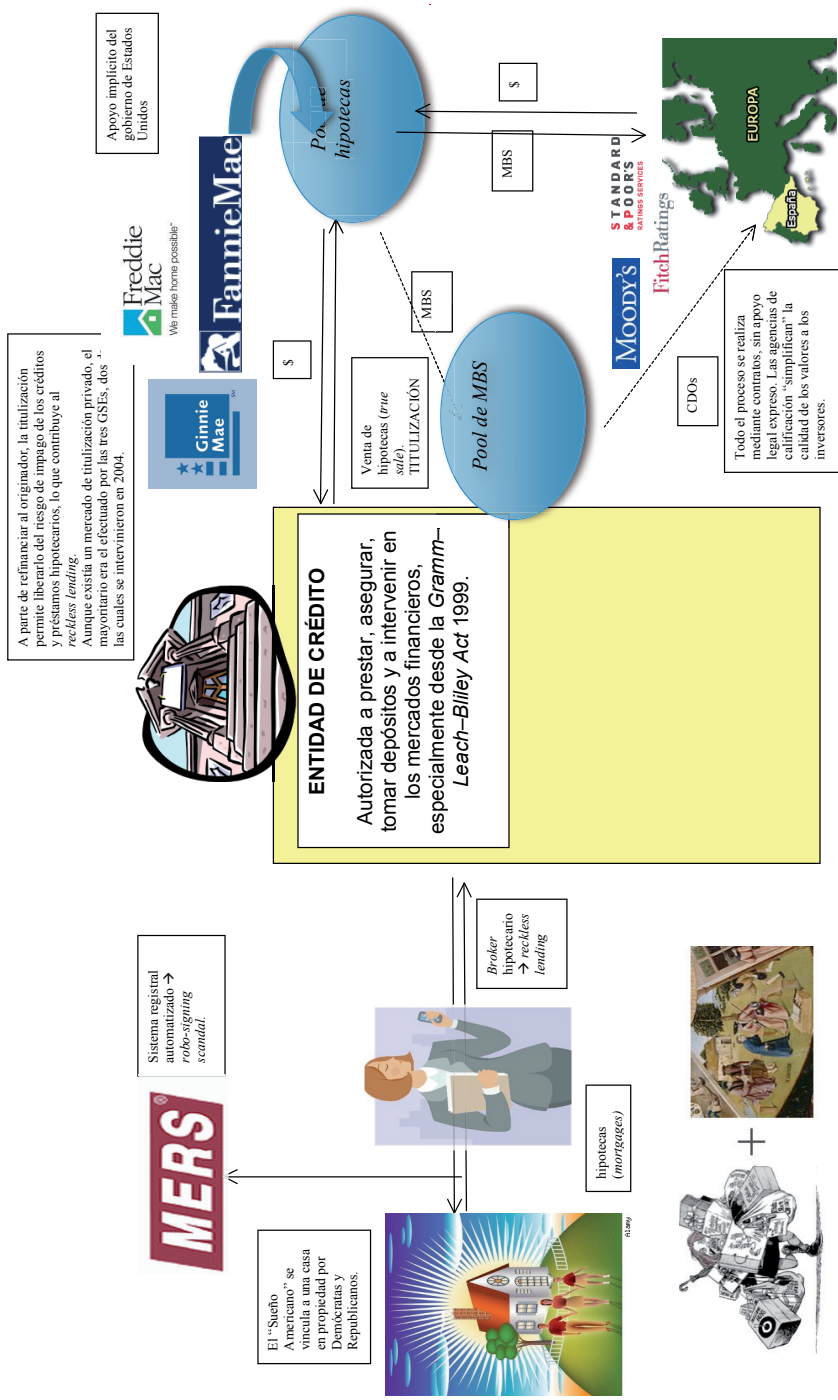 El “Sueño
Americano” se
vincula a una casa
en propiedad por
Demócratas y
Republicanos.
MERS®
Sistema registral
automatizado →
robo-signing
scandal.
Alamy
hipotecas
(mortgages)
Broker
hipotecario
→ reckless
lending
+
ENTIDAD DE CRÉDITO
Autorizada a prestar, asegurar,
tomar depósitos y a intervenir en
los mercados financieros,
especialmente desde la Gramm–
Leach–Bliley Act 1999.
A parte de refinanciar al originador, la titulización
permite liberarlo del riesgo de impago de los créditos
y préstamos hipotecarios, lo que contribuye al
reckless lending.
Aunque existía un mercado de titulización privado, el
mayoritario era el efectuado por las tres GSEs, dos
las cuales se intervinieron en 2004.
Ginnie
Mae
SM
Freddie
Mac
We make home possible™
FannieMae
Apoyo implícito del
gobierno de Estados
Unidos
$
Venta de
hipotecas (true
sale).
TITULIZACIÓN
MBS
hipotecas
Pool de MBS
MBS
$
CDOs
MOODY’S
STANDARD
& POOR’S
RATINGS SERVICES
FitchRatings
Todo el proceso se realiza
mediante contratos, sin apoyo
legal expreso. Las agencias de
calificación “simplifican” la
calidad de los valores a los
inversores.
EUROPA
España